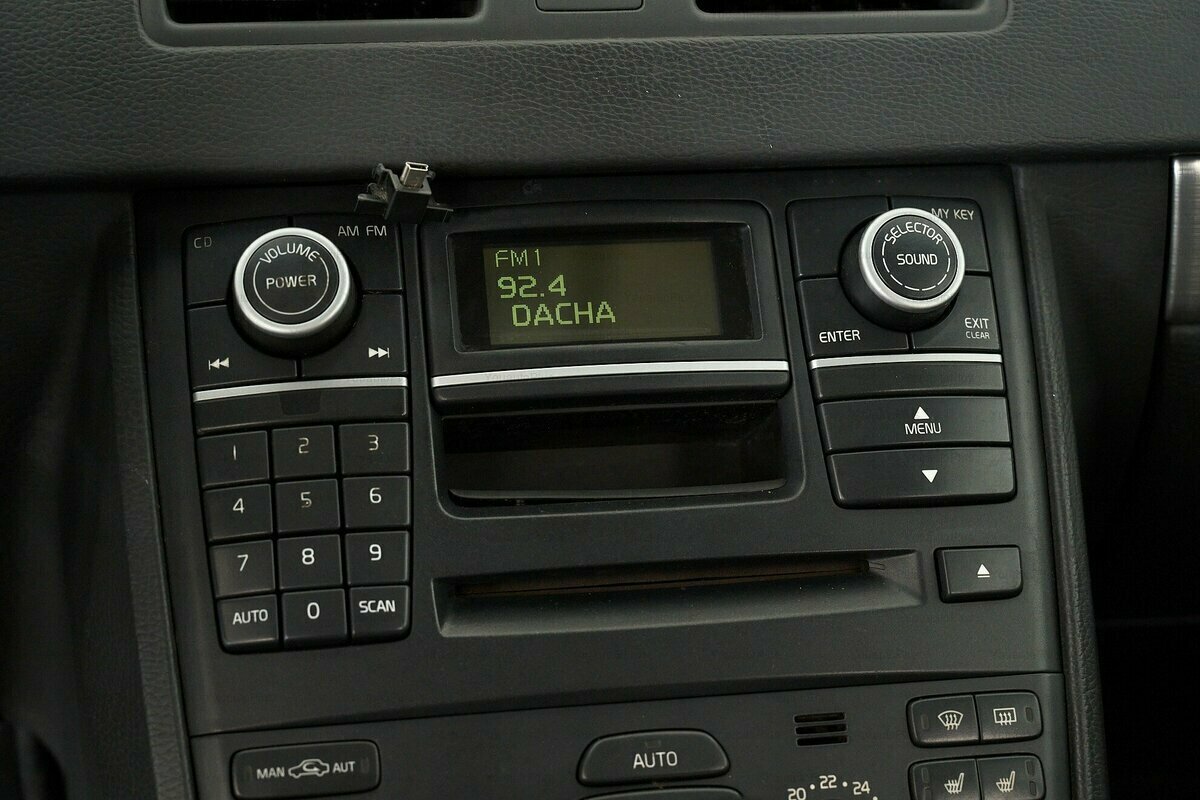 CD
AM FM
VOLUME
POWER
FM1
92.4
DACHA
MY KEY
SELECTOR
SOUND
ENTER
EXIT
CLEAR
MENU
1 2 3
4 5 6
7 8 9
AUTO 0 SCAN
MAN AUT
AUTO
20 22 24